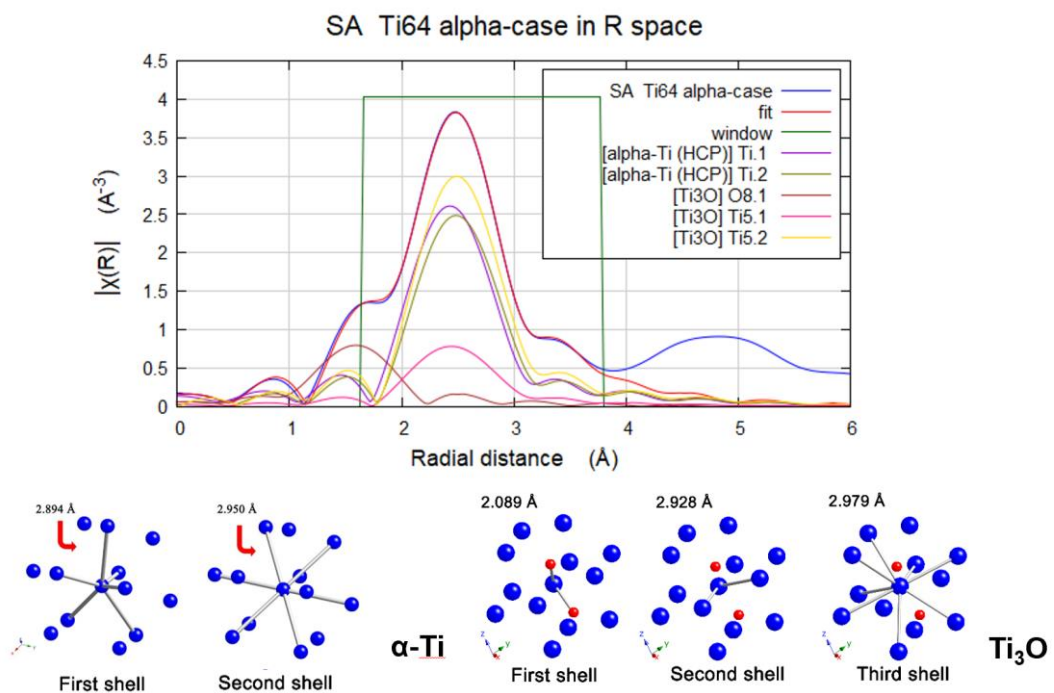 SA Ti64 alpha-case in R space
4.5
4
3.5
3
2.5
2
1.5
1
0.5
0
|χ(R)| (A⁻³)
SA Ti64 alpha-case
fit
window
[alpha-Ti (HCP)] Ti.1
[alpha-Ti (HCP)] Ti.2
[Ti3O] O8.1
[Ti3O] Ti5.1
[Ti3O] Ti5.2
0 1 2 3 4 5 6
Radial distance (Å)
2.894 Å 2.950 Å 2.089 Å 2.928 Å 2.979 Å
α-Ti
Ti₃O
First shell Second shell First shell Second shell Third shell